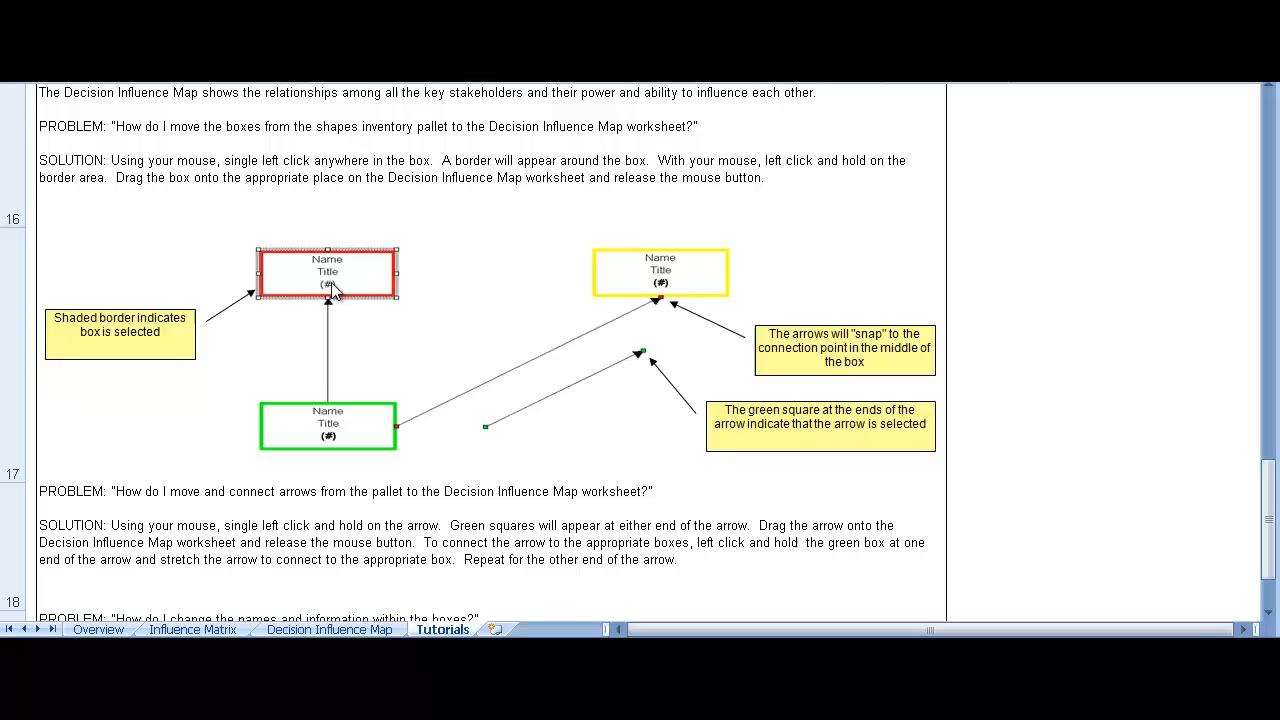 The Decision Influence Map shows the relationships among all the key stakeholders and their power and ability to influence each other.
PROBLEM: "How do I move the boxes from the shapes inventory pallet to the Decision Influence Map worksheet?"
SOLUTION: Using your mouse, single left click anywhere in the box. A border will appear around the box. With your mouse, left click and hold on the
border area. Drag the box onto the appropriate place on the Decision Influence Map worksheet and release the mouse button.
16
Name
Title
(#)
Name
Title
(#)
Shaded border indicates
box is selected
The arrows will "snap" to the
connection point in the middle of
the box
Name
Title
(#)
The green square at the ends of the
arrow indicate that the arrow is selected
17
PROBLEM: "How do I move and connect arrows from the pallet to the Decision Influence Map worksheet?"
SOLUTION: Using your mouse, single left click and hold on the arrow. Green squares will appear at either end of the arrow. Drag the arrow onto the
Decision Influence Map worksheet and release the mouse button. To connect the arrow to the appropriate boxes, left click and hold the green box at one
end of the arrow and stretch the arrow to connect to the appropriate box. Repeat for the other end of the arrow.
18
PROBLEM: "How do I change the names and information within the boxes?"
Overview
Influence Matrix
Decision Influence Map
Tutorials